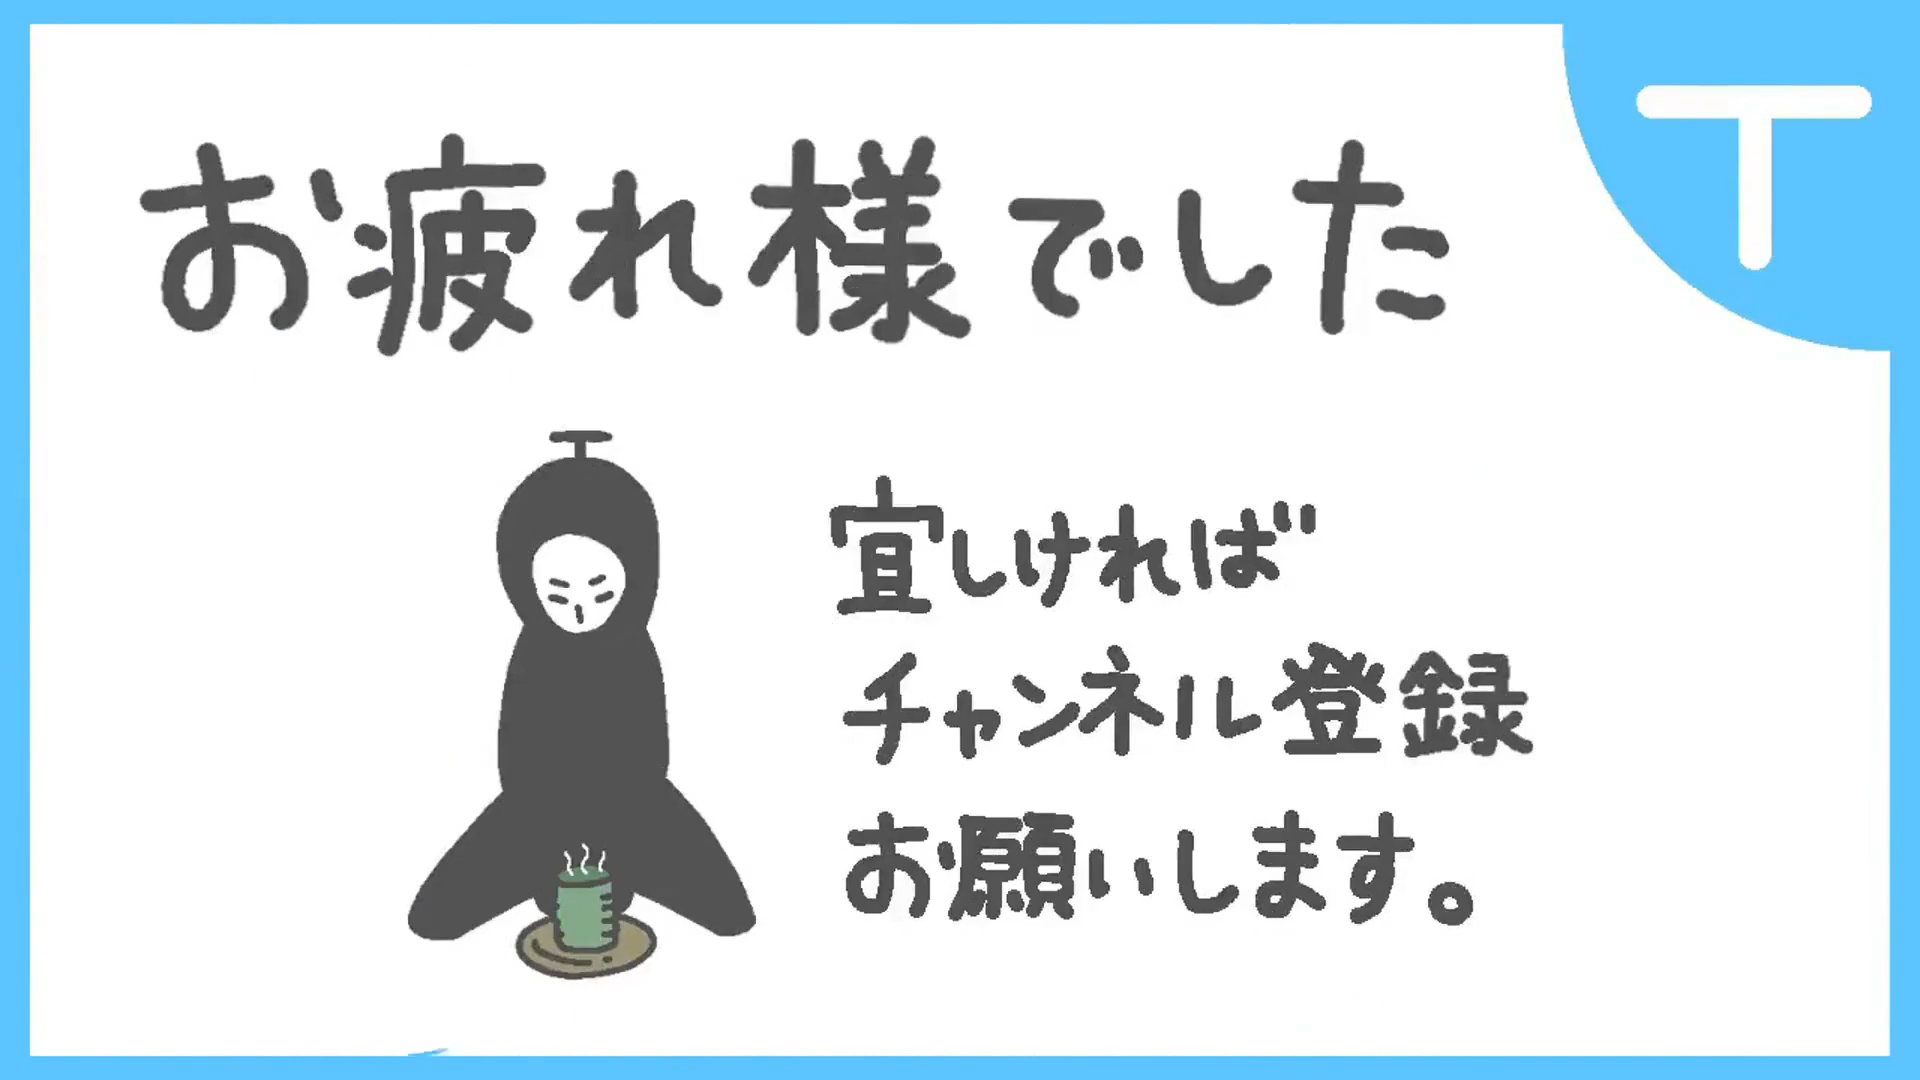 お疲れ様でした
T
宜しければ
チャンネル登録
お願いします。